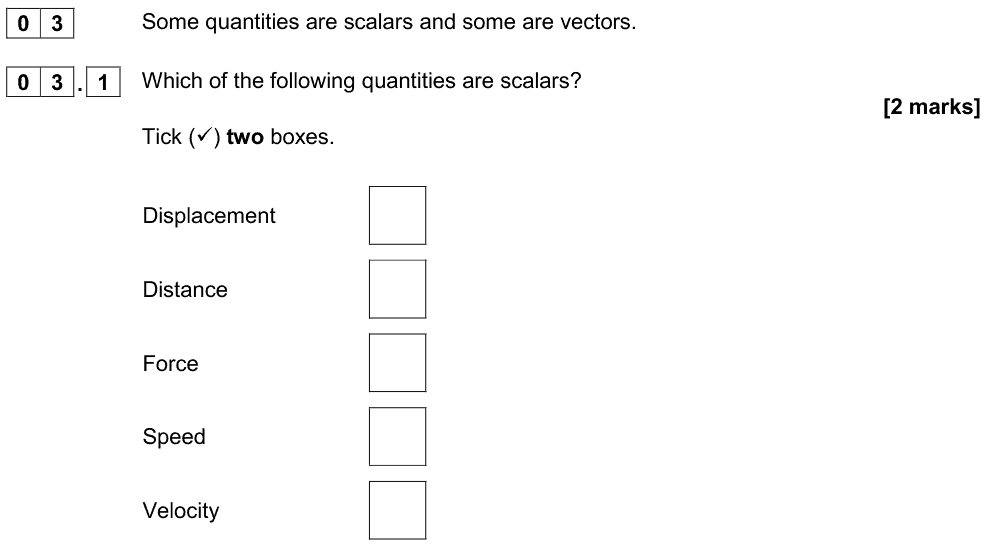 0 3 Some quantities are scalars and some are vectors.
0 3 . 1 Which of the following quantities are scalars?
[2 marks]
Tick (✓) two boxes.
Displacement
Distance
Force
Speed
Velocity